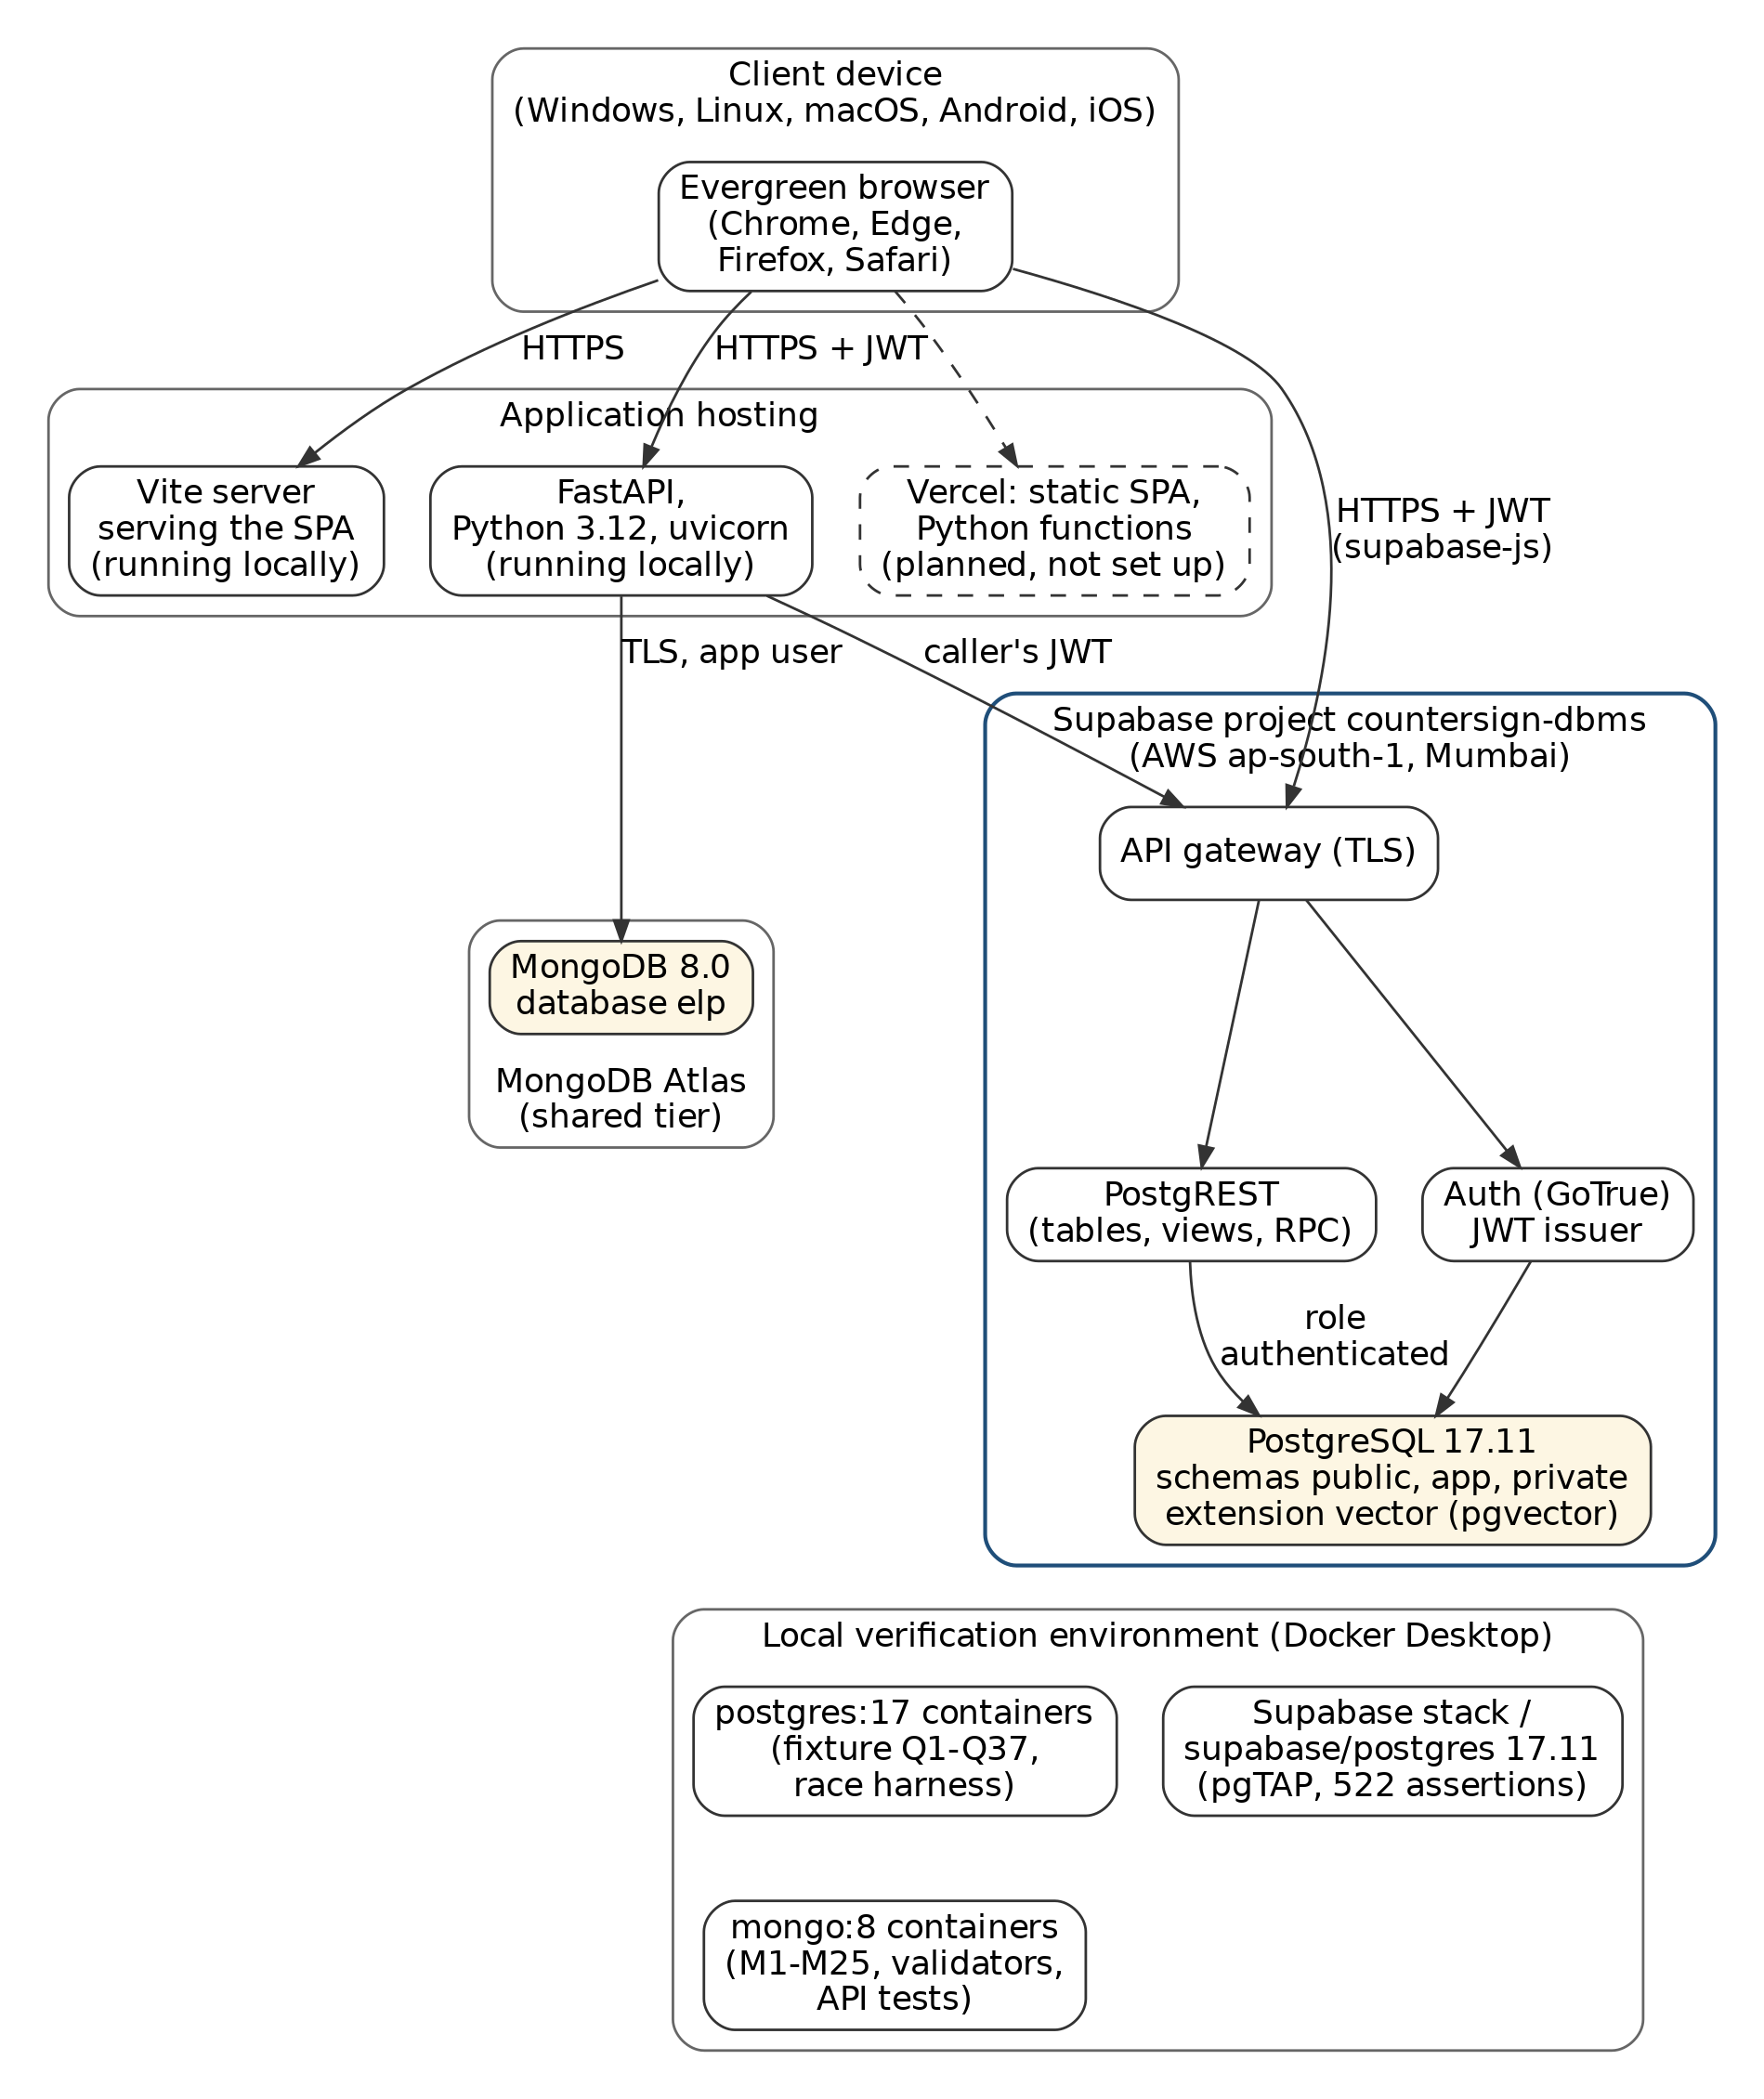 Client device
(Windows, Linux, macOS, Android, iOS)
Evergreen browser
(Chrome, Edge,
Firefox, Safari)
HTTPS
HTTPS + JWT
Application hosting
Vite server
serving the SPA
(running locally)
FastAPI,
Python 3.12, uvicorn
(running locally)
Vercel: static SPA,
Python functions
(planned, not set up)
HTTPS + JWT
(supabase-js)
TLS, app user
caller's JWT
Supabase project countersign-dbms
(AWS ap-south-1, Mumbai)
API gateway (TLS)
MongoDB 8.0
database elp
MongoDB Atlas
(shared tier)
PostgREST
(tables, views, RPC)
Auth (GoTrue)
JWT issuer
role
authenticated
PostgreSQL 17.11
schemas public, app, private
extension vector (pgvector)
Local verification environment (Docker Desktop)
postgres:17 containers
(fixture Q1-Q37,
race harness)
Supabase stack /
supabase/postgres 17.11
(pgTAP, 522 assertions)
mongo:8 containers
(M1-M25, validators,
API tests)